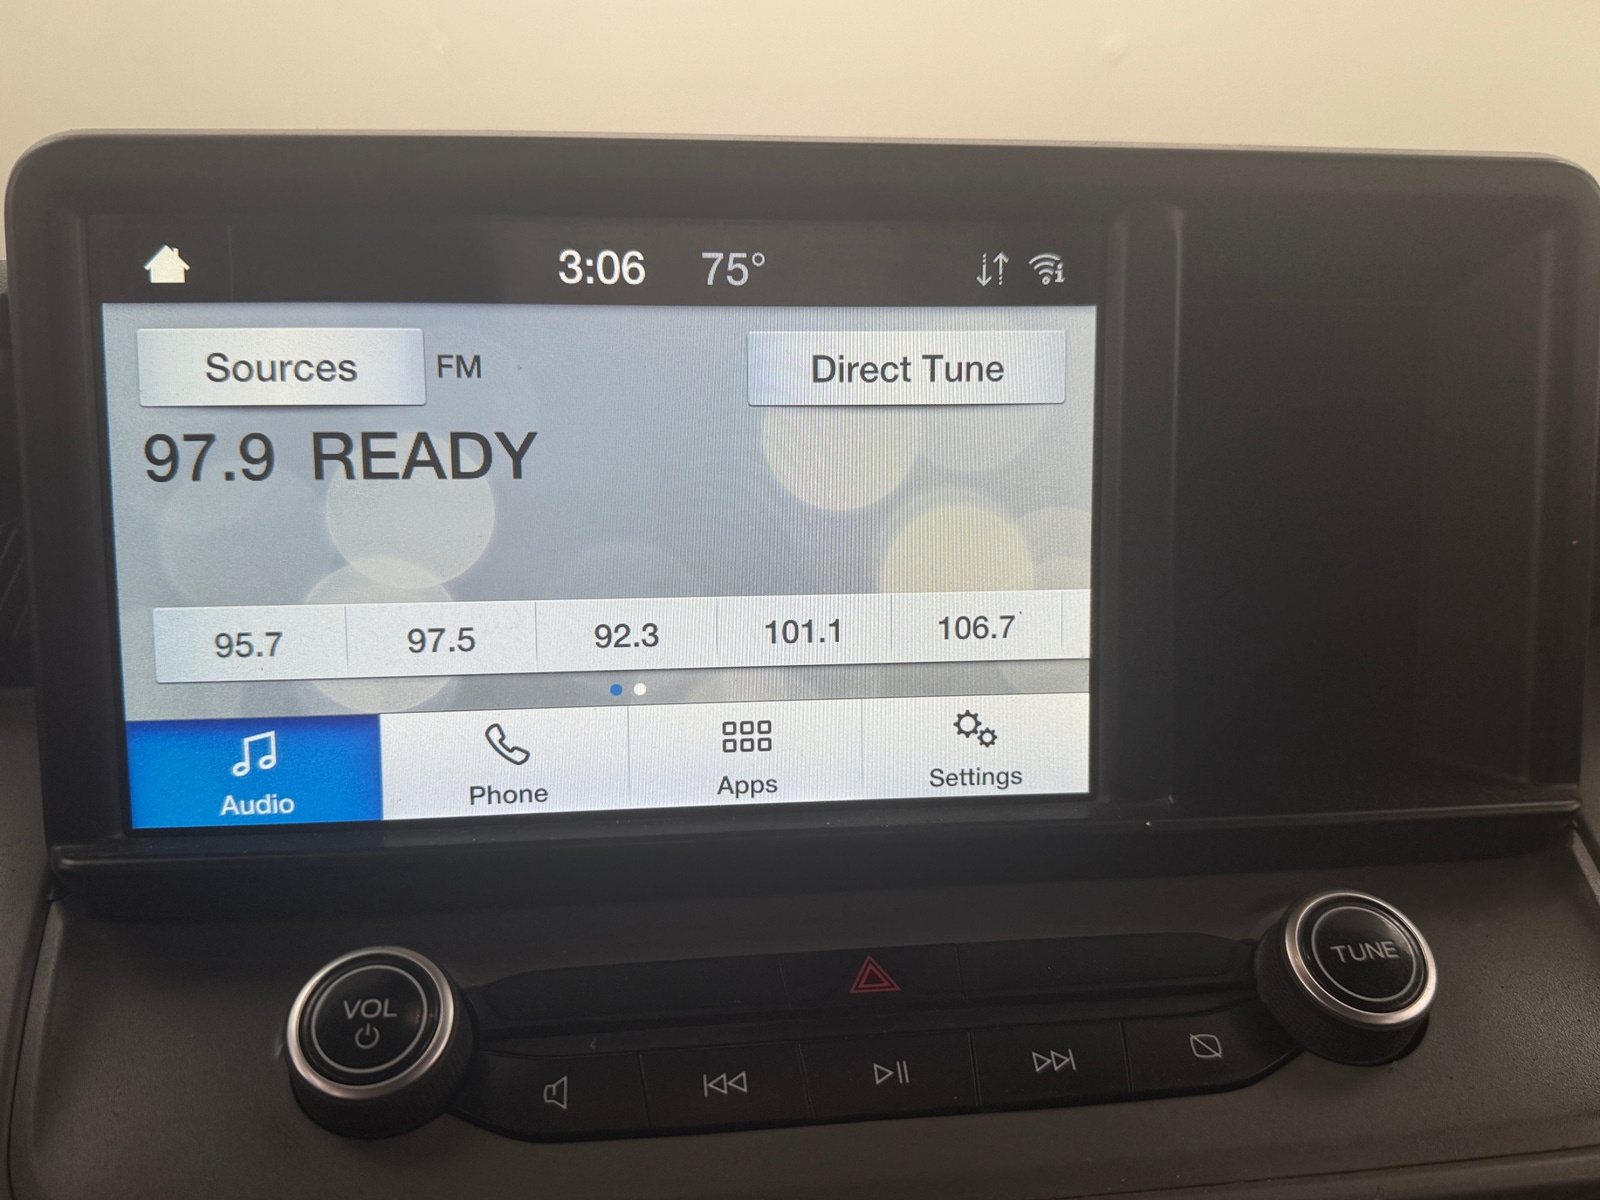 3:06 75°
Sources FM Direct Tune
97.9 READY
95.7 97.5 92.3 101.1 106.7
Audio Phone Apps Settings
VOL TUNE